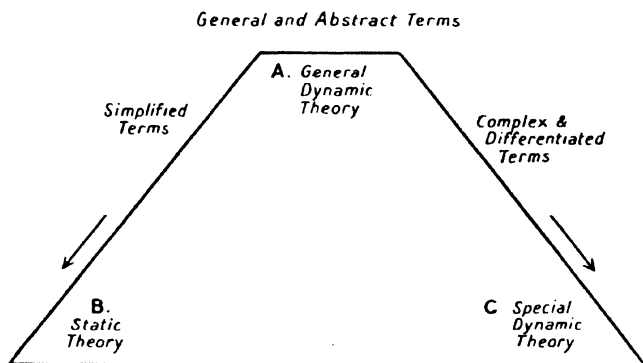 General and Abstract Terms
A. General
Dynamic
Theory
Simplified
Terms
Complex &
Differentiated
Terms
B.
Static
Theory
C Special
Dynamic
Theory